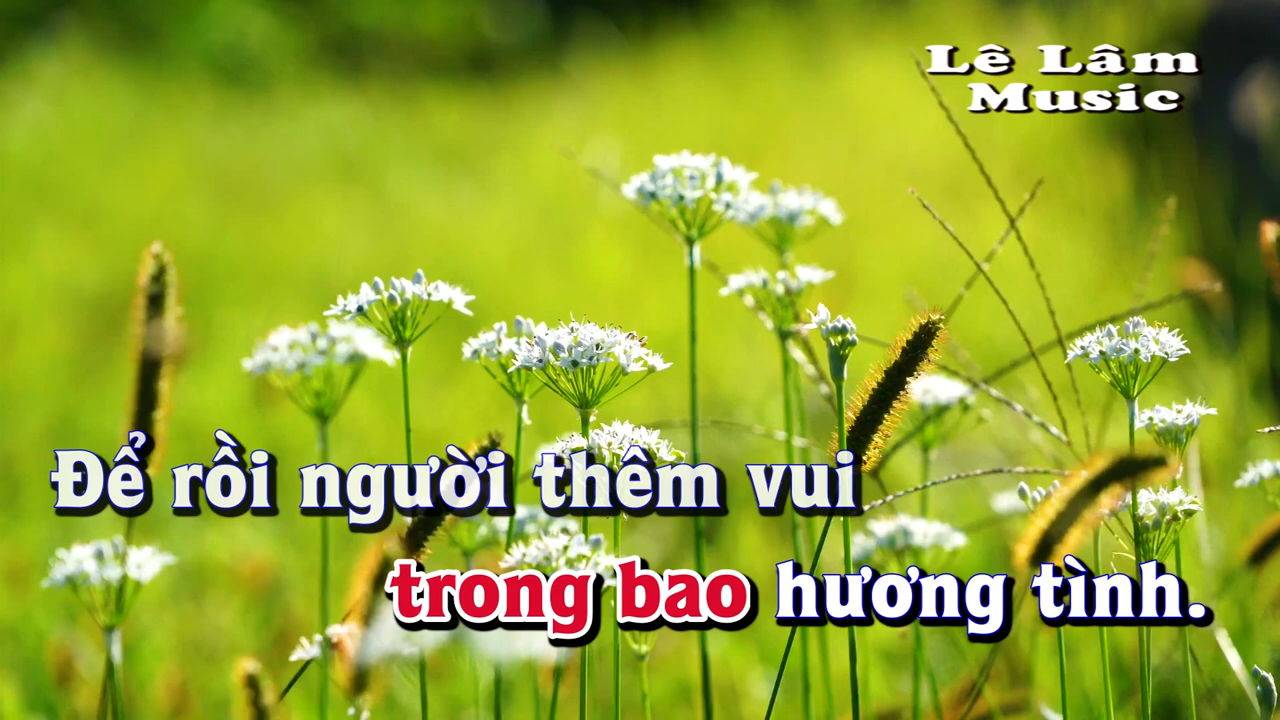 Lê Lâm
Music
Để rồi người thêm vui
trong bao hương tình.